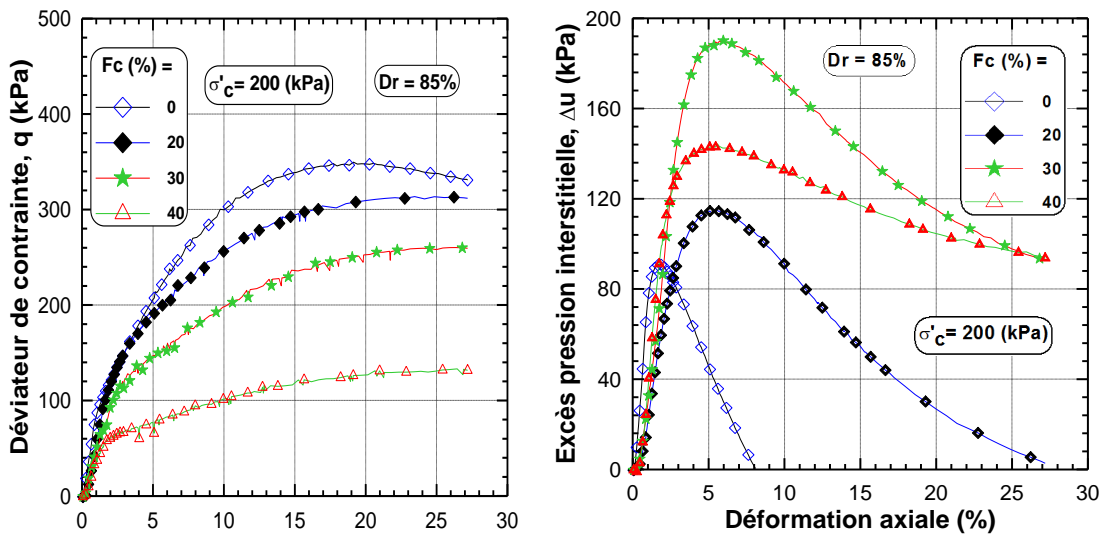 Déviateur de contrainte, q (kPa)
500
400
300
200
100
0
Fc (%) =
0
20
30
40
σ'c= 200 (kPa)
Dr = 85%
0 5 10 15 20 25 30
Excès pression interstitielle, Δu (kPa)
200
160
120
80
40
0
Dr = 85%
Fc (%) =
0
20
30
40
σ'c= 200 (kPa)
0 5 10 15 20 25 30
Déformation axiale (%)